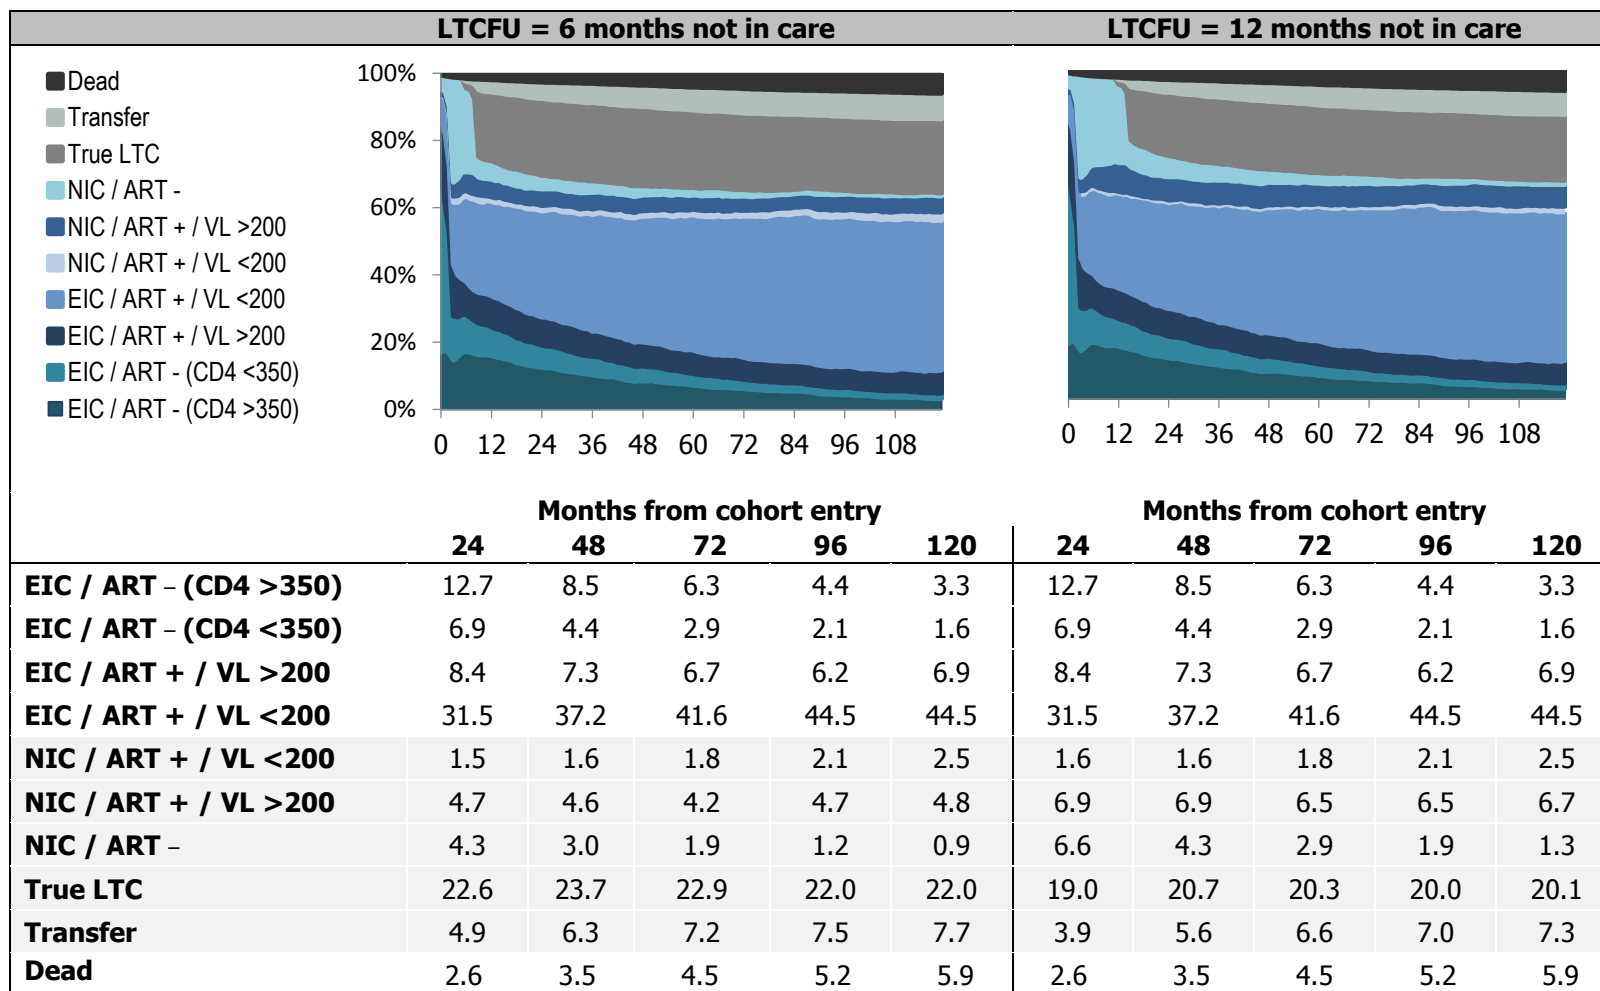 LTCFU = 6 months not in care LTCFU = 12 months not in care
Dead
Transfer
True LTC
NIC / ART -
NIC / ART + / VL >200
NIC / ART + / VL <200
EIC / ART + / VL <200
EIC / ART + / VL >200
EIC / ART - (CD4 <350)
EIC / ART - (CD4 >350)
100%
80%
60%
40%
20%
0%
0 12 24 36 48 60 72 84 96 108
0 12 24 36 48 60 72 84 96 108
Months from cohort entry Months from cohort entry
24 48 72 96 120 24 48 72 96 120
EIC / ART – (CD4 >350) 12.7 8.5 6.3 4.4 3.3 12.7 8.5 6.3 4.4 3.3
EIC / ART – (CD4 <350) 6.9 4.4 2.9 2.1 1.6 6.9 4.4 2.9 2.1 1.6
EIC / ART + / VL >200 8.4 7.3 6.7 6.2 6.9 8.4 7.3 6.7 6.2 6.9
EIC / ART + / VL <200 31.5 37.2 41.6 44.5 44.5 31.5 37.2 41.6 44.5 44.5
NIC / ART + / VL <200 1.5 1.6 1.8 2.1 2.5 1.6 1.6 1.8 2.1 2.5
NIC / ART + / VL >200 4.7 4.6 4.2 4.7 4.8 6.9 6.9 6.5 6.5 6.7
NIC / ART – 4.3 3.0 1.9 1.2 0.9 6.6 4.3 2.9 1.9 1.3
True LTC 22.6 23.7 22.9 22.0 22.0 19.0 20.7 20.3 20.0 20.1
Transfer 4.9 6.3 7.2 7.5 7.7 3.9 5.6 6.6 7.0 7.3
Dead 2.6 3.5 4.5 5.2 5.9 2.6 3.5 4.5 5.2 5.9